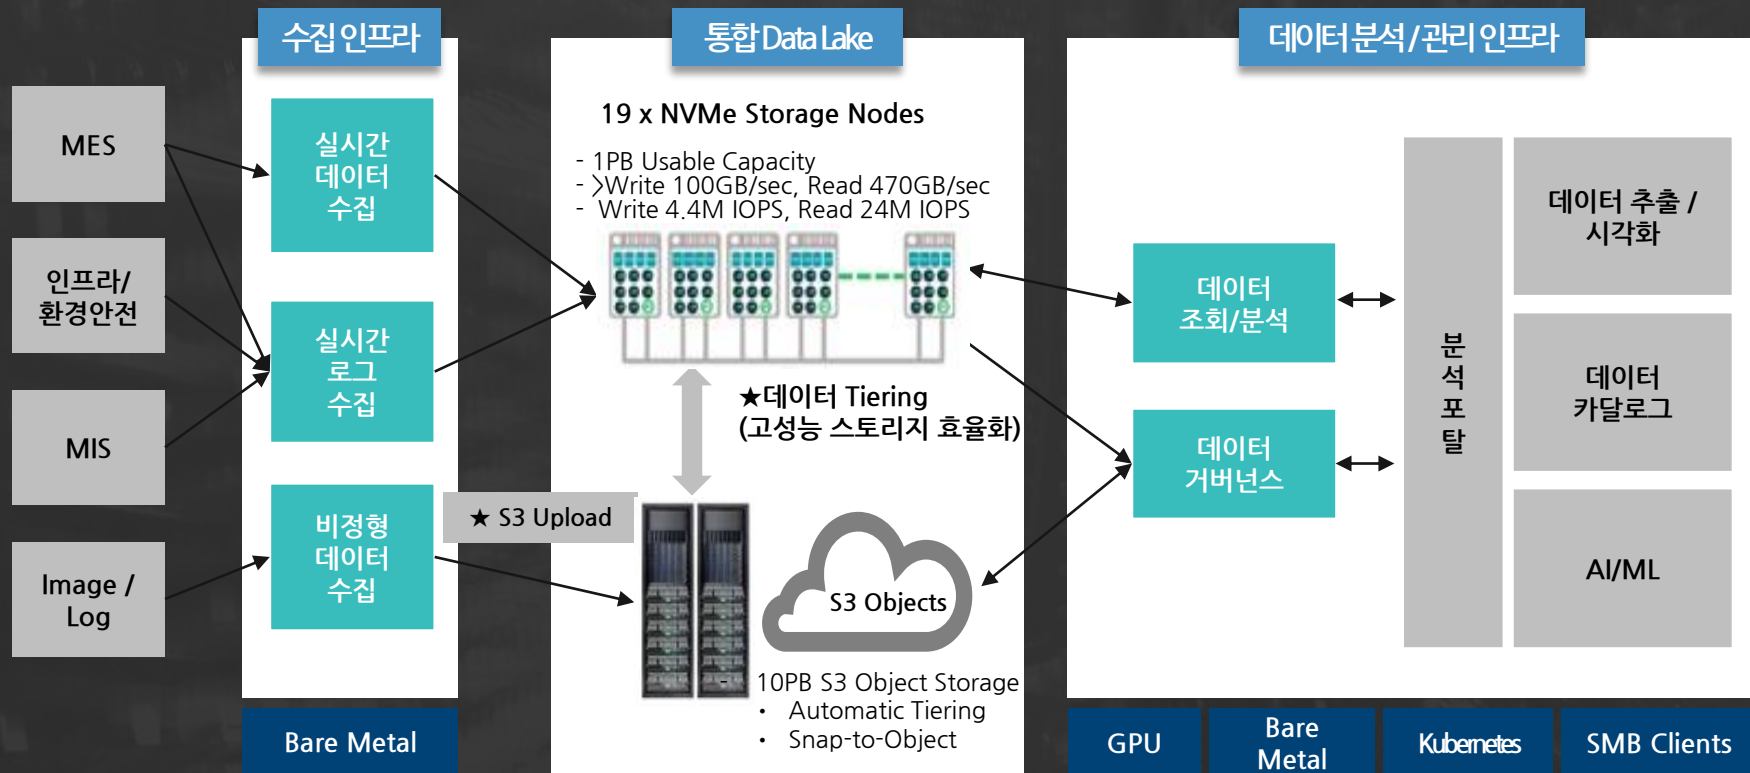 수집 인프라
통합 Data Lake
데이터 분석 / 관리 인프라
MES
인프라/
환경안전
MIS
Image /
Log
실시간
데이터
수집
실시간
로그
수집
비정형
데이터
수집
Bare Metal
★ S3 Upload
19 x NVMe Storage Nodes
- 1PB Usable Capacity
- >Write 100GB/sec, Read 470GB/sec
- Write 4.4M IOPS, Read 24M IOPS
★데이터 Tiering
(고성능 스토리지 효율화)
S3 Objects
- 10PB S3 Object Storage
• Automatic Tiering
• Snap-to-Object
데이터
조회/분석
데이터
거버넌스
분
석
포
탈
데이터 추출 /
시각화
데이터
카달로그
AI/ML
GPU
Bare
Metal
Kubernetes
SMB Clients